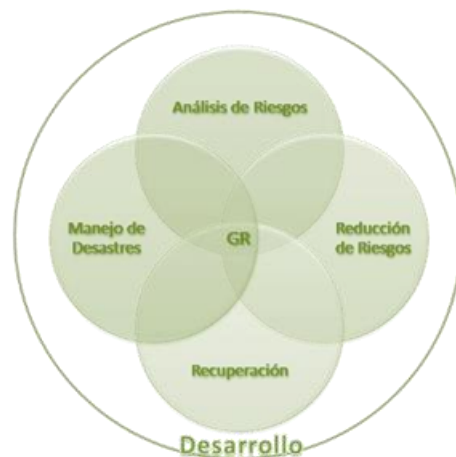 Análisis de Riesgos
Manejo de
Desastres
GR
Reducción
de Riesgos
Recuperación
Desarrollo